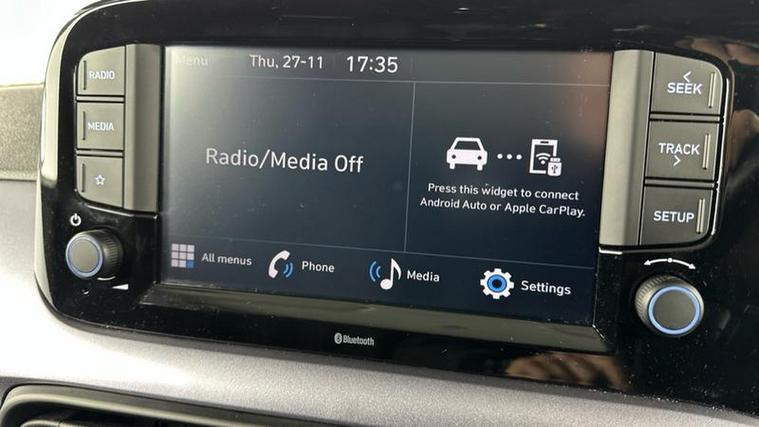 RADIO
MEDIA
Menu
Thu, 27-11 17:35
Radio/Media Off
Press this widget to connect
Android Auto or Apple CarPlay.
All menus
Phone
Media
Settings
SEEK
TRACK
SETUP
Bluetooth